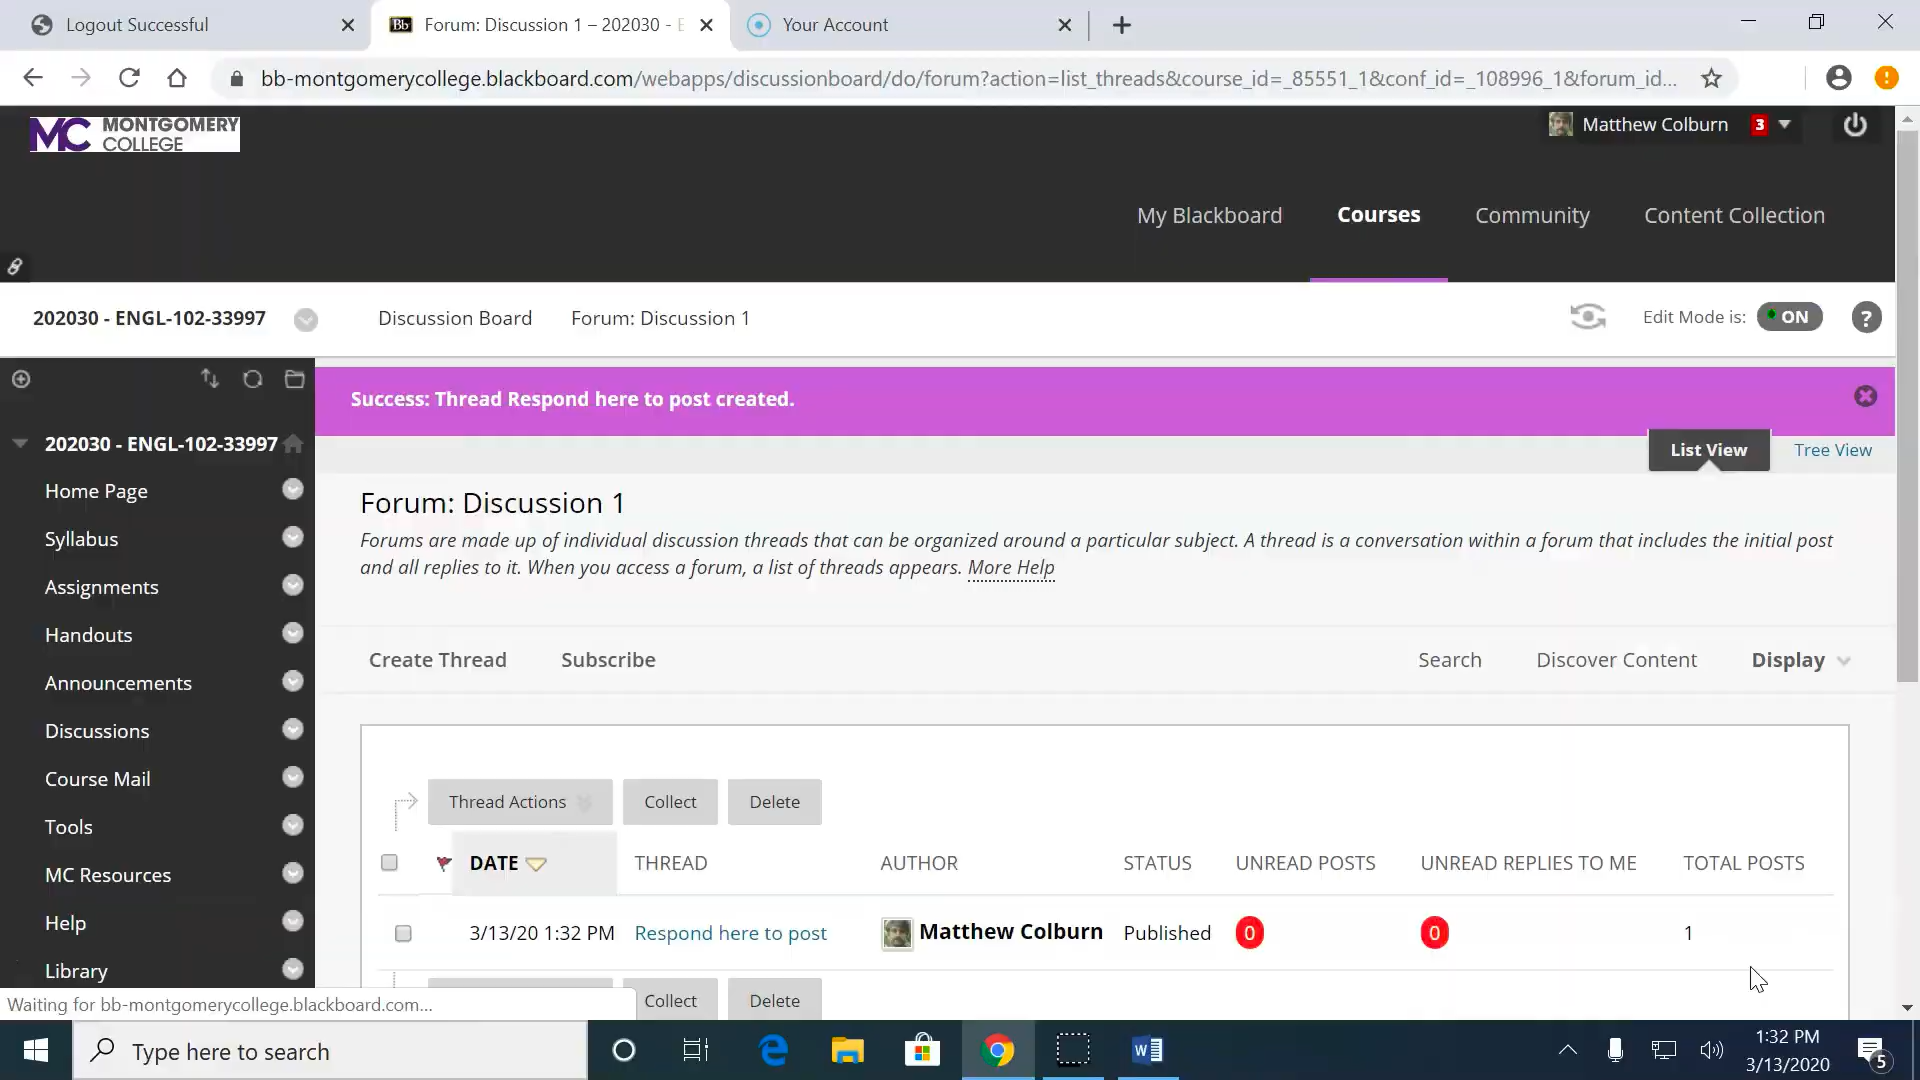 Logout Successful
Forum: Discussion 1 – 202030 - E
Your Account
bb-montgomerycollege.blackboard.com/webapps/discussionboard/do/forum?action=list_threads&course_id=_85551_1&conf_id=_108996_1&forum_id...
MC MONTGOMERY
COLLEGE
Matthew Colburn 3
My Blackboard Courses Community Content Collection
202030 - ENGL-102-33997 Discussion Board Forum: Discussion 1 Edit Mode is: ON ?
Success: Thread Respond here to post created.
List View Tree View
202030 - ENGL-102-33997
Home Page
Syllabus
Assignments
Handouts
Announcements
Discussions
Course Mail
Tools
MC Resources
Help
Library
Forum: Discussion 1
Forums are made up of individual discussion threads that can be organized around a particular subject. A thread is a conversation within a forum that includes the initial post
and all replies to it. When you access a forum, a list of threads appears. More Help
Create Thread Subscribe Search Discover Content Display
Thread Actions Collect Delete
DATE THREAD AUTHOR STATUS UNREAD POSTS UNREAD REPLIES TO ME TOTAL POSTS
3/13/20 1:32 PM Respond here to post Matthew Colburn Published 0 0 1
Collect Delete
Waiting for bb-montgomerycollege.blackboard.com...
Type here to search
1:32 PM
3/13/2020
5